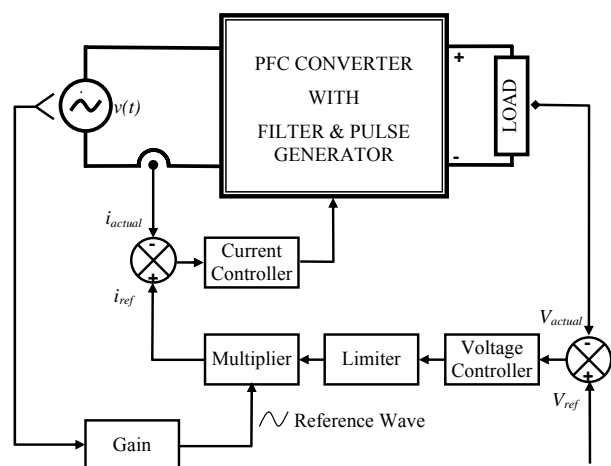 PFC CONVERTER
WITH
FILTER & PULSE
GENERATOR
+
-
LOAD
v(t)
i_actual
-
+
i_ref
Current
Controller
V_actual
-
+
V_ref
Multiplier
Limiter
Voltage
Controller
Reference Wave
Gain